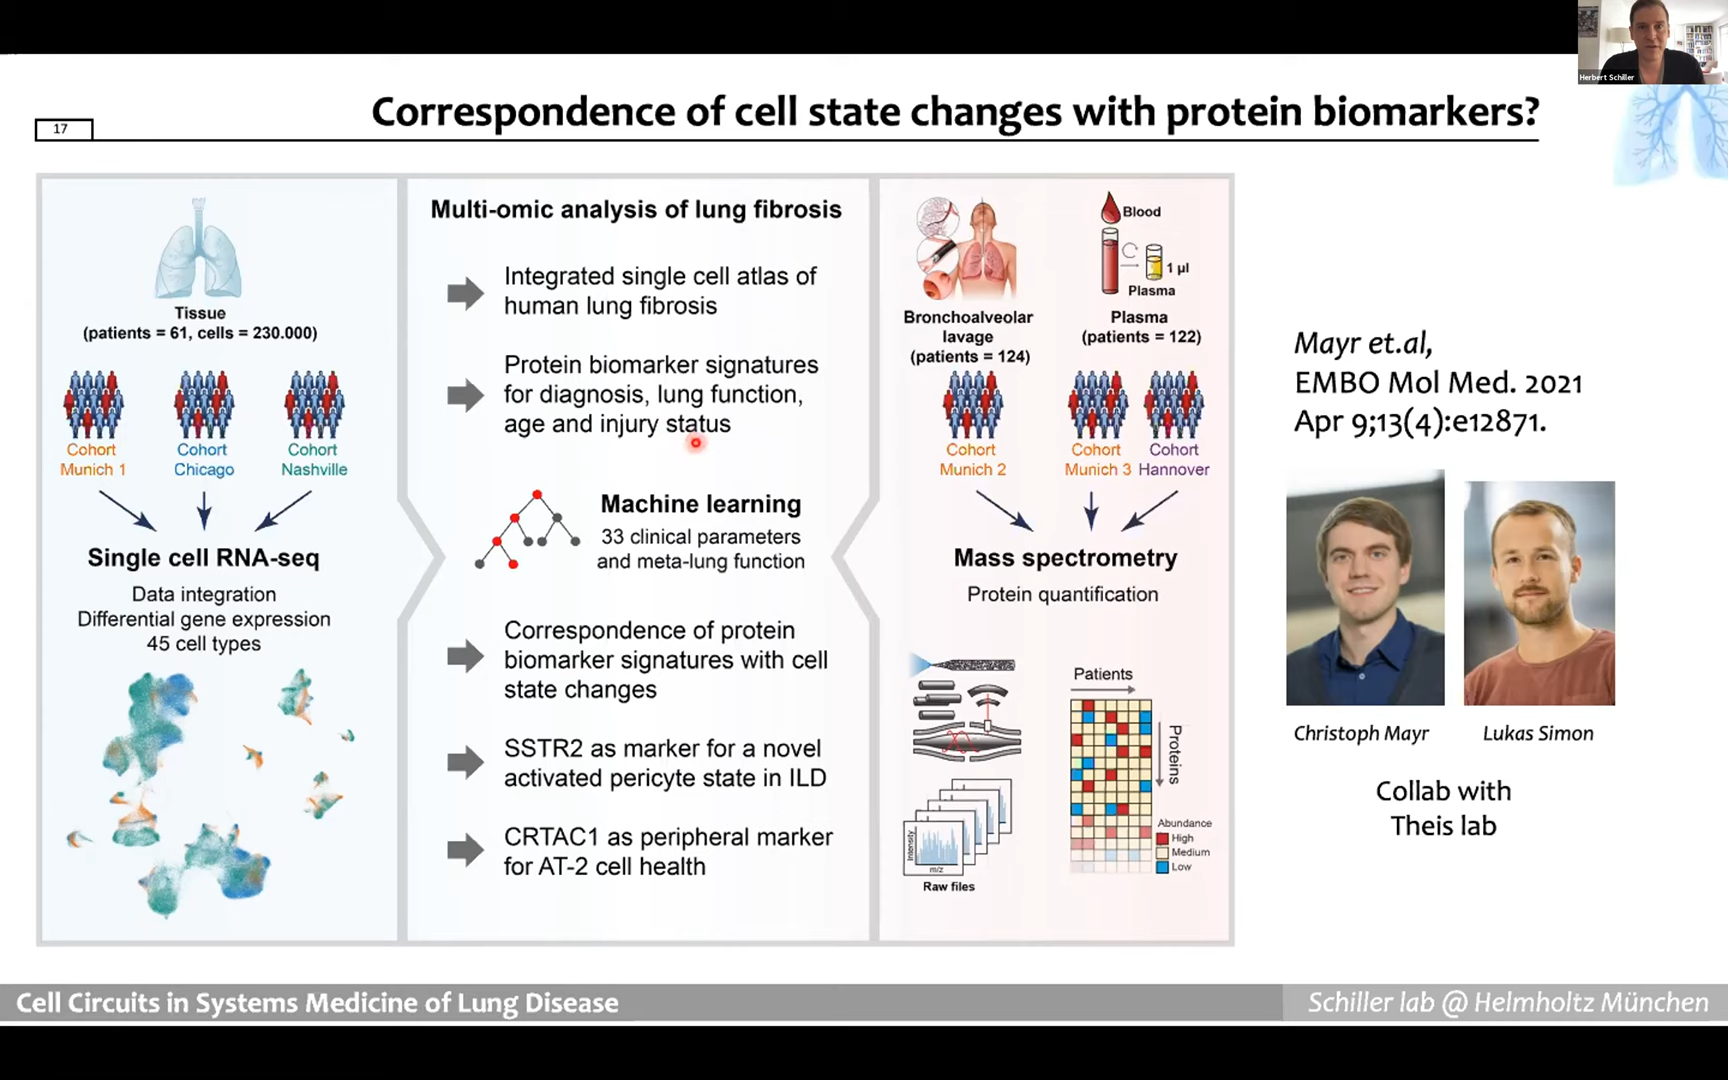 Herbert Schiller
17
Correspondence of cell state changes with protein biomarkers?
Tissue
(patients = 61, cells = 230.000)
Cohort
Munich 1
Cohort
Chicago
Cohort
Nashville
Single cell RNA-seq
Data integration
Differential gene expression
45 cell types
Multi-omic analysis of lung fibrosis
Integrated single cell atlas of
human lung fibrosis
Protein biomarker signatures
for diagnosis, lung function,
age and injury status
Machine learning
33 clinical parameters
and meta-lung function
Correspondence of protein
biomarker signatures with cell
state changes
SSTR2 as marker for a novel
activated pericyte state in ILD
CRTAC1 as peripheral marker
for AT-2 cell health
Bronchoalveolar
lavage
(patients = 124)
Blood
1 µl
Plasma
Plasma
(patients = 122)
Cohort
Munich 2
Cohort
Munich 3
Cohort
Hannover
Mass spectrometry
Protein quantification
Intensity
m/z
Raw files
Patients
Proteins
Abundance
High
Medium
Low
Mayr et.al,
EMBO Mol Med. 2021
Apr 9;13(4):e12871.
Christoph Mayr
Lukas Simon
Collab with
Theis lab
Cell Circuits in Systems Medicine of Lung Disease
Schiller lab @ Helmholtz München